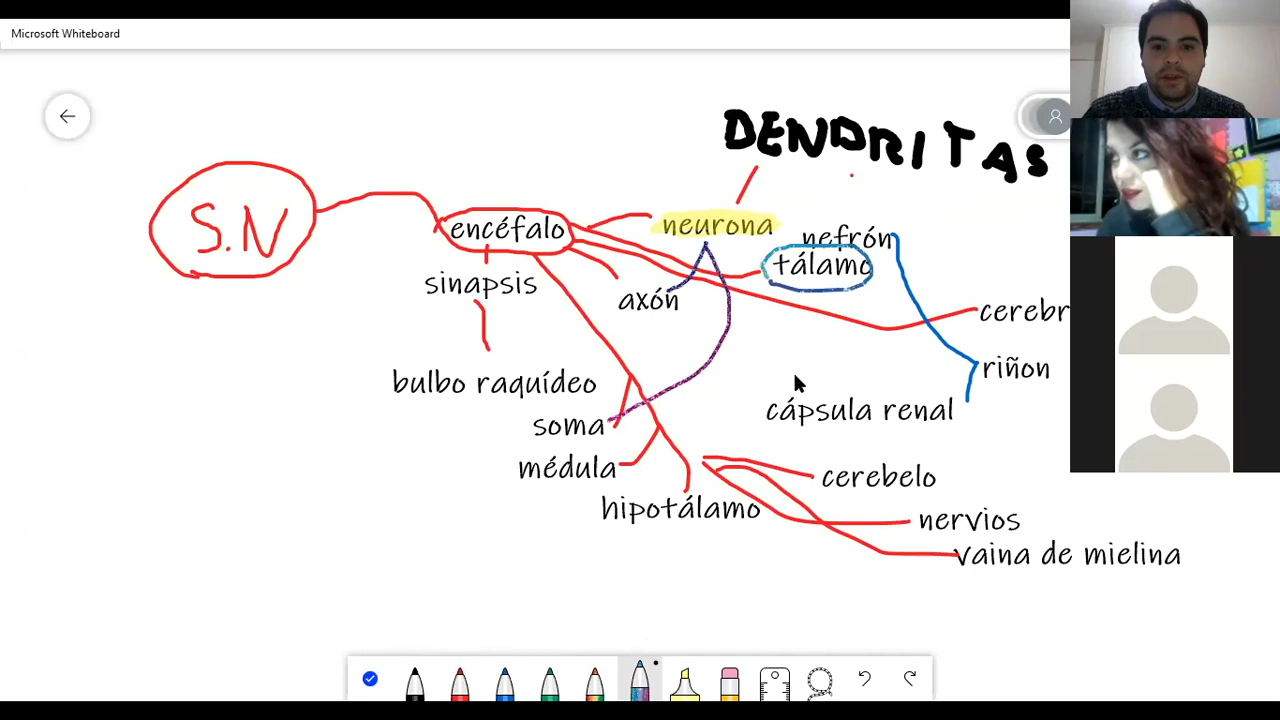 Microsoft Whiteboard
DENDRITAS
S.N
encéfalo
neurona
nefrón
tálamo
sinapsis
axón
cerebr
bulbo raquídeo
riñon
cápsula renal
soma
médula
cerebelo
hipotálamo
nervios
vaina de mielina